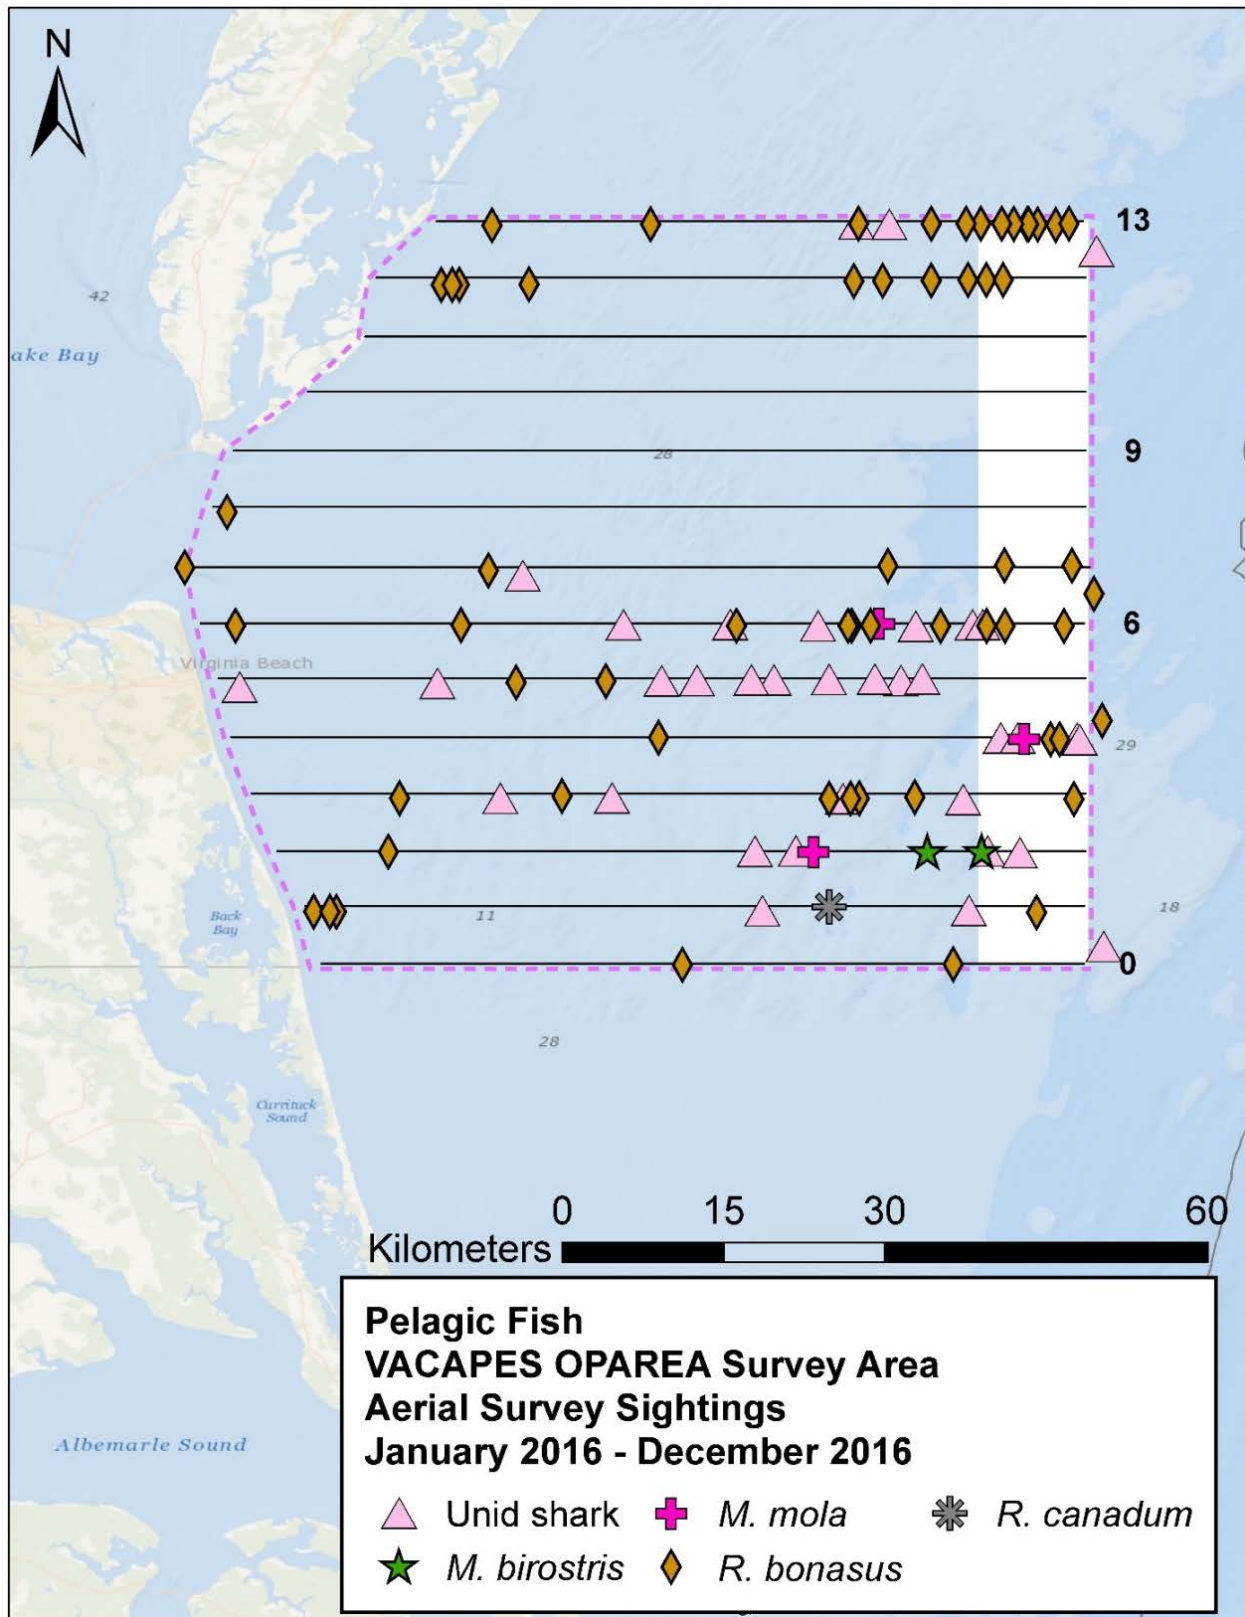 N
13
42
ake Bay
28
9
6
Virginia Beach
29
Back
Bay
11
18
0
28
Currituck
Sound
0 15 30 60
Kilometers
Pelagic Fish
VACAPES OPAREA Survey Area
Aerial Survey Sightings
January 2016 - December 2016
Unid shark M. mola R. canadum
M. birostris R. bonasus
Albemarle Sound